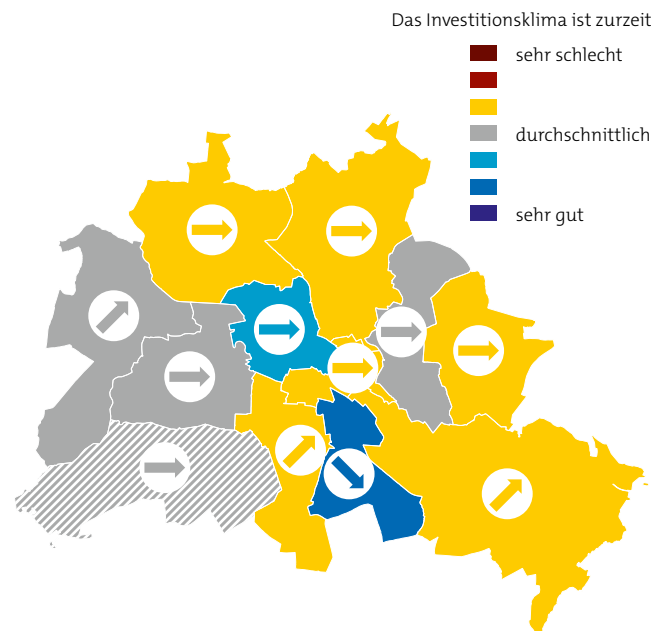 Das Investitionsklima ist zurzeit
sehr schlecht
durchschnittlich
sehr gut